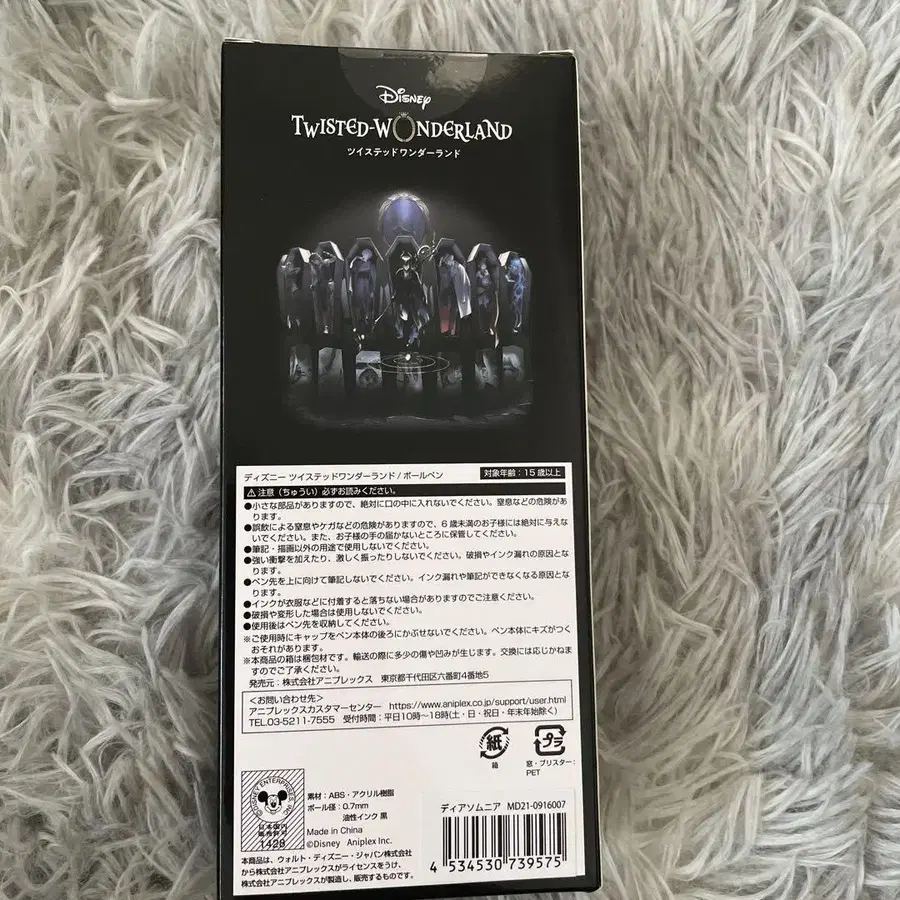 Disney
TWISTED-WONDERLAND
ツイステッドワンダーランド
ディズニー ツイステッドワンダーランド / ボールペン
対象年齢：15歳以上
⚠注意（ちゅうい）必ずお読みください。
●小さな部品がありますので、絶対に口の中に入れないでください。窒息などの危険があ
ります。
●誤飲による窒息やケガなどの危険がありますので、6歳未満のお子様には絶対に与えな
いでください。また、お子様の手の届かないところに保管してください。
●筆記・描画以外の用途で使用しないでください。
●強い衝撃を加えたり、激しく振ったりしないでください。破損やインク漏れの原因とな
ります。
●ペン先を上に向けて筆記しないでください。インク漏れや筆記ができなくなる原因とな
ります。
●インクが衣服などに付着すると落ちない場合がありますのでご注意ください。
●破損や変形した場合は使用しないでください。
●使用後はペン先を収納してください。
※ご使用時にキャップをペン本体の後ろにかぶせないでください。ペン本体にキズがつく
おそれがあります。
※本商品の箱は梱包材です。輸送の際に多少の傷や凹みが生じます。交換には応じかねま
すのでご了承ください。
発売元：株式会社アニプレックス 東京都千代田区六番町4番地5
＜お問い合わせ先＞
アニプレックスカスタマーセンター https://www.aniplex.co.jp/support/user.html
TEL.03-5211-7555 受付時間：平日10時～18時(土・日・祝日・年末年始除く)
紙
箱
プラ
窓・ブリスター：
PET
©DISNEY ENTERPRISES INC.
日本国内
販売許可
1428
素材：ABS・アクリル樹脂
ボール径：0.7mm
油性インク 黒
Made in China
©Disney Aniplex Inc.
本商品は、ウォルト・ディズニー・ジャパン株式会社
から株式会社アニプレックスがライセンスをうけ、
株式会社アニプレックスが製造し、販売するものです。
ディアソムニア MD21-0916007
4 534530 739575